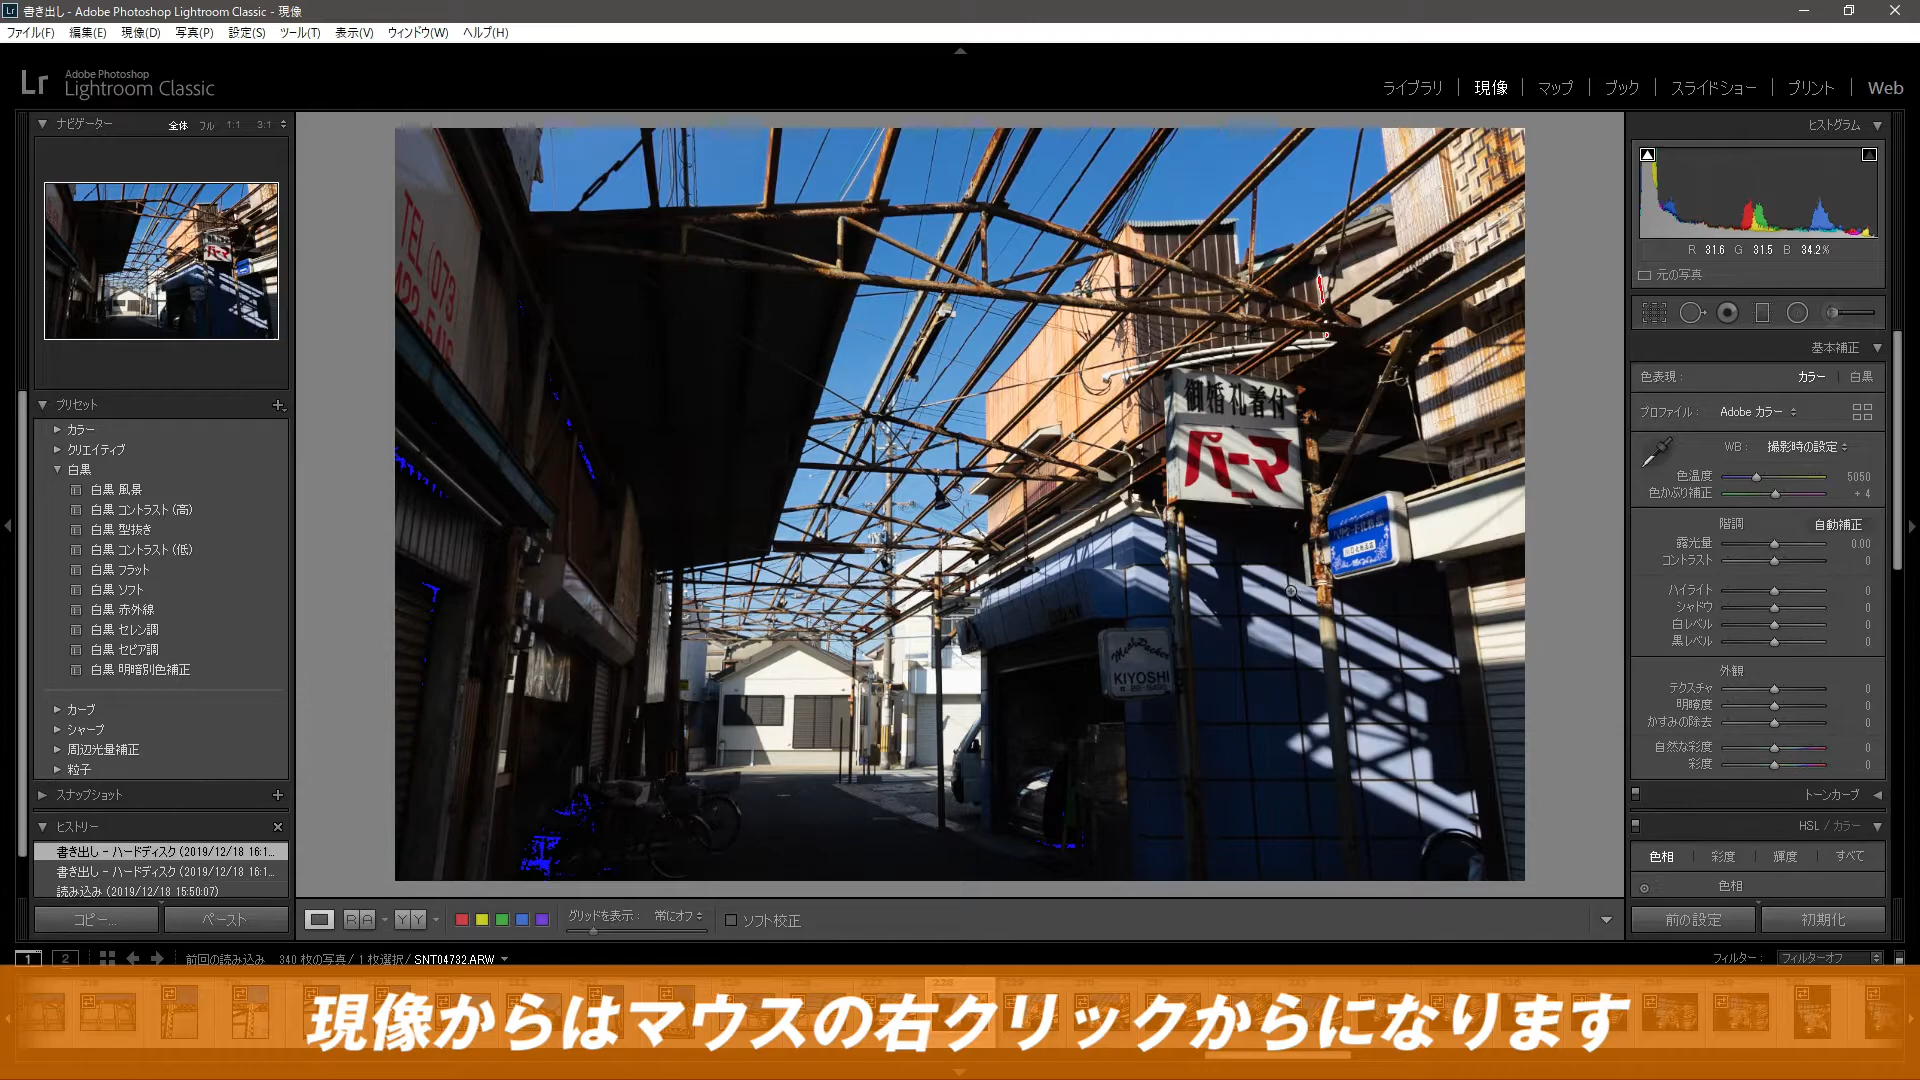 Lr 書き出し - Adobe Photoshop Lightroom Classic - 現像
ファイル(F) 編集(E) 現像(D) 写真(P) 設定(S) ツール(T) 表示(V) ウィンドウ(W) ヘルプ(H)
Lr Adobe Photoshop
Lightroom Classic
ライブラリ | 現像 | マップ | ブック | スライドショー | プリント | Web
ナビゲーター 全体 フル 1:1 3:1
プリセット
カラー
クリエイティブ
白黒
白黒 風景
白黒 コントラスト (高)
白黒 型抜き
白黒 コントラスト (低)
白黒 フラット
白黒 ソフト
白黒 赤外線
白黒 セレン調
白黒 セピア調
白黒 明暗別色補正
カーブ
シャープ
周辺光量補正
粒子
スナップショット
ヒストリー
書き出し - ハードディスク (2019/12/18 16:1...
書き出し - ハードディスク (2019/12/18 16:1...
読み込み (2019/12/18 15:50:07)
コピー... ペースト
TEL (073
御婚礼着付
パーマ
KIYOSHI
ヒストグラム
R 31.6 G 31.5 B 34.2%
元の写真
基本補正
色表現 : カラー | 白黒
プロファイル : Adobe カラー
WB : 撮影時の設定
色温度 5050
色かぶり補正 + 4
階調 自動補正
露光量 0.00
コントラスト 0
ハイライト 0
シャドウ 0
白レベル 0
黒レベル 0
外観
テクスチャ 0
明瞭度 0
かすみの除去 0
自然な彩度 0
彩度 0
トーンカーブ
HSL / カラー
色相 | 彩度 | 輝度 | すべて
色相
前の設定 初期化
R A Y Y グリッドを表示 : 常にオフ ソフト校正
1 2 前回の読み込み 340 枚の写真/ 1 枚選択/ SNT04732.ARW フィルター : フィルターオフ
現像からはマウスの右クリックからになります